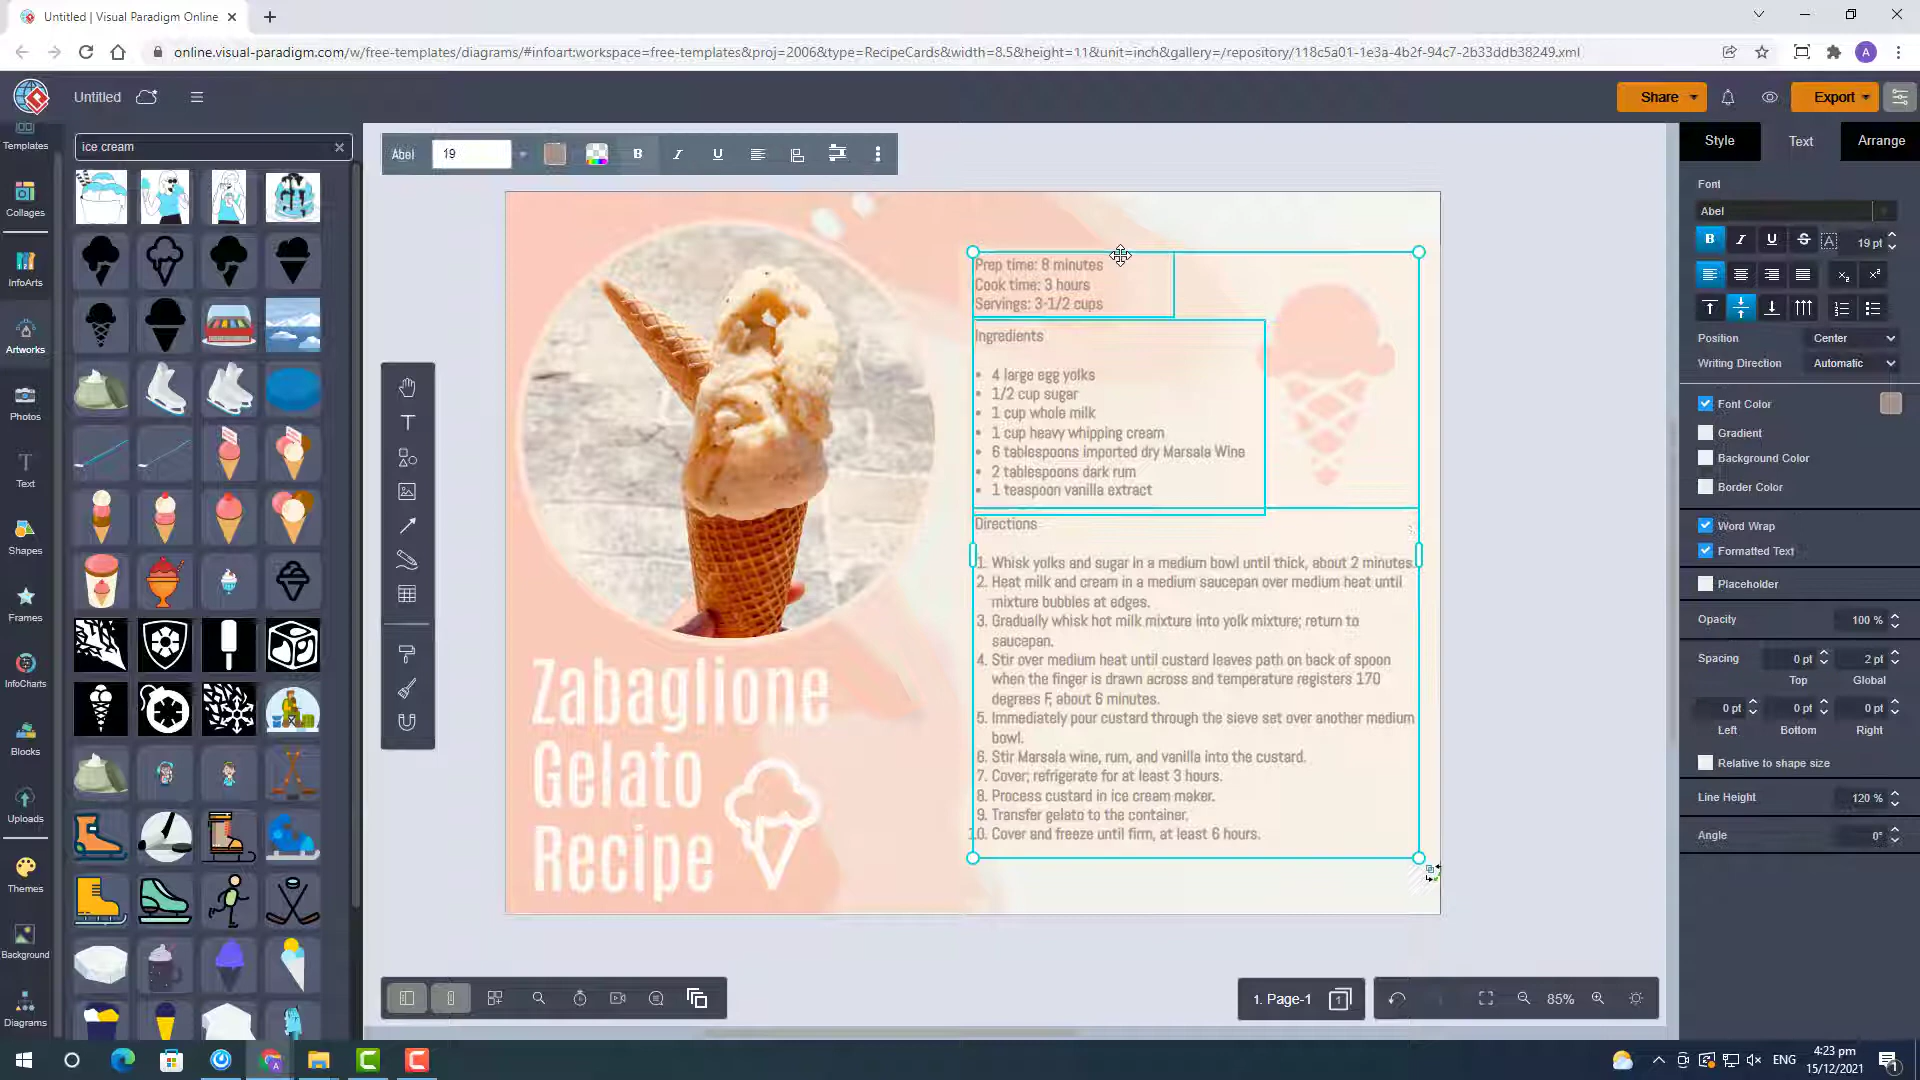 Untitled | Visual Paradigm Online
online.visual-paradigm.com/w/free-templates/diagrams/#infoart:workspace=free-templates&proj=2006&type=RecipeCards&width=8.5&height=11&unit=inch&gallery=/repository/118c5a01-1e3a-4b2f-94c7-2b33ddb38249.xml
A
Untitled
Share
Export
Templates
Collages
InfoArts
Artworks
Photos
Text
Shapes
Frames
InfoCharts
Blocks
Uploads
Themes
Background
Diagrams
ice cream
Abel
19
B
I
U
Zabaglione
Gelato
Recipe
Prep time: 8 minutes
Cook time: 3 hours
Servings: 3-1/2 cups
Ingredients
• 4 large egg yolks
• 1/2 cup sugar
• 1 cup whole milk
• 1 cup heavy whipping cream
• 6 tablespoons imported dry Marsala Wine
• 2 tablespoons dark rum
• 1 teaspoon vanilla extract
Directions
1. Whisk yolks and sugar in a medium bowl until thick, about 2 minutes.
2. Heat milk and cream in a medium saucepan over medium heat until
mixture bubbles at edges.
3. Gradually whisk hot milk mixture into yolk mixture; return to
saucepan.
4. Stir over medium heat until custard leaves path on back of spoon
when the finger is drawn across and temperature registers 170
degrees F, about 6 minutes.
5. Immediately pour custard through the sieve set over another medium
bowl.
6. Stir Marsala wine, rum, and vanilla into the custard.
7. Cover; refrigerate for at least 3 hours.
8. Process custard in ice cream maker.
9. Transfer gelato to the container.
10. Cover and freeze until firm, at least 6 hours.
1. Page-1
1
85%
Style
Text
Arrange
Font
Abel
B
I
U
S
A
19 pt
Position
Center
Writing Direction
Automatic
Font Color
Gradient
Background Color
Border Color
Word Wrap
Formatted Text
Placeholder
Opacity
100 %
Spacing
0 pt
2 pt
Top
Global
0 pt
0 pt
0 pt
Left
Bottom
Right
Relative to shape size
Line Height
120 %
Angle
0°
ENG
4:23 pm
15/12/2021
1